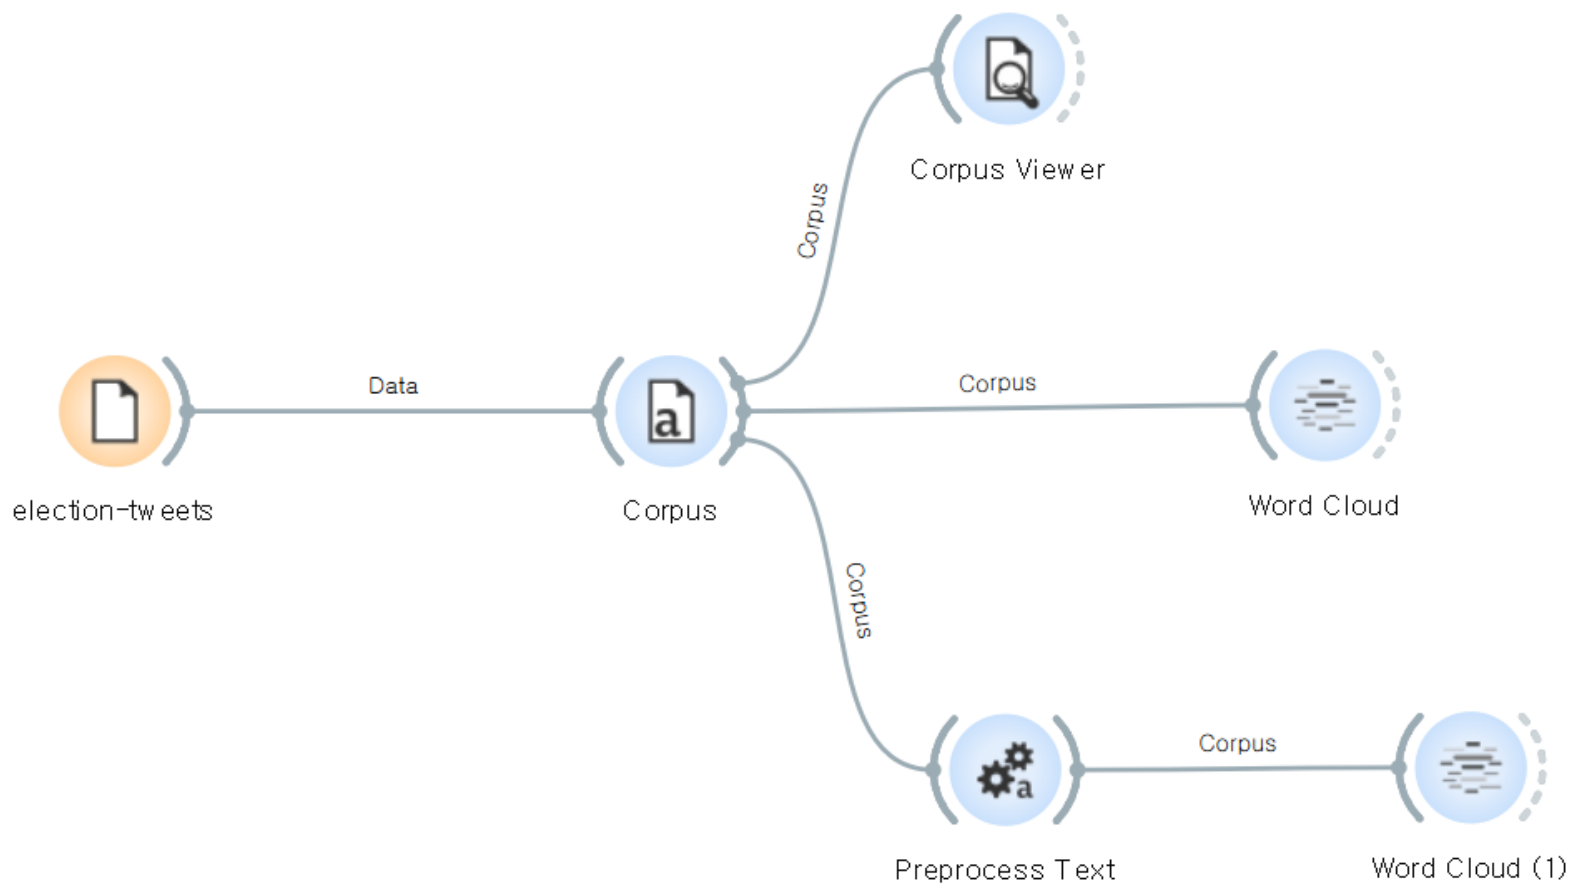 Corpus Viewer
Corpus
Data
Corpus
election-tweets
Corpus
Word Cloud
Corpus
Corpus
a
a
Preprocess Text
Word Cloud (1)